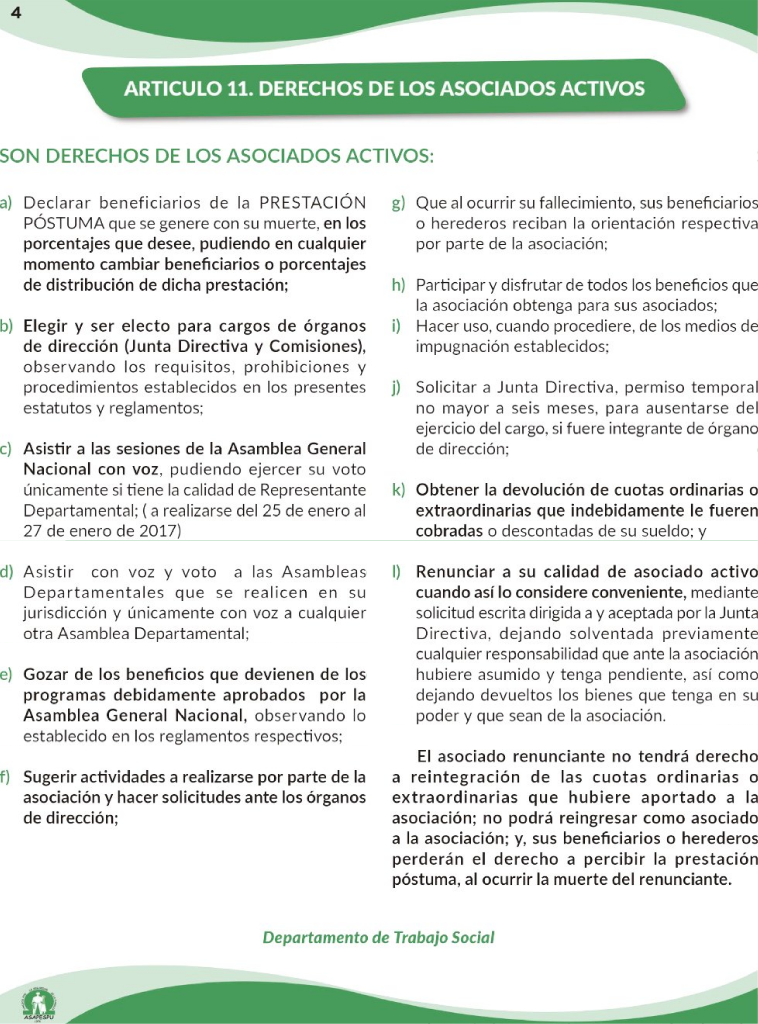 4
ARTICULO 11. DERECHOS DE LOS ASOCIADOS ACTIVOS
SON DERECHOS DE LOS ASOCIADOS ACTIVOS:
a) Declarar beneficiarios de la PRESTACIÓN
PÓSTUMA que se genere con su muerte, en los
porcentajes que desee, pudiendo en cualquier
momento cambiar beneficiarios o porcentajes
de distribución de dicha prestación;
b) Elegir y ser electo para cargos de órganos
de dirección (Junta Directiva y Comisiones),
observando los requisitos, prohibiciones y
procedimientos establecidos en los presentes
estatutos y reglamentos;
c) Asistir a las sesiones de la Asamblea General
Nacional con voz, pudiendo ejercer su voto
únicamente si tiene la calidad de Representante
Departamental; ( a realizarse del 25 de enero al
27 de enero de 2017)
d) Asistir con voz y voto a las Asambleas
Departamentales que se realicen en su
jurisdicción y únicamente con voz a cualquier
otra Asamblea Departamental;
e) Gozar de los beneficios que devienen de los
programas debidamente aprobados por la
Asamblea General Nacional, observando lo
establecido en los reglamentos respectivos;
f) Sugerir actividades a realizarse por parte de la
asociación y hacer solicitudes ante los órganos
de dirección;
g) Que al ocurrir su fallecimiento, sus beneficiarios
o herederos reciban la orientación respectiva
por parte de la asociación;
h) Participar y disfrutar de todos los beneficios que
la asociación obtenga para sus asociados;
i) Hacer uso, cuando procediere, de los medios de
impugnación establecidos;
j) Solicitar a Junta Directiva, permiso temporal
no mayor a seis meses, para ausentarse del
ejercicio del cargo, si fuere integrante de órgano
de dirección;
k) Obtener la devolución de cuotas ordinarias o
extraordinarias que indebidamente le fueren
cobradas o descontadas de su sueldo; y
l) Renunciar a su calidad de asociado activo
cuando así lo considere conveniente, mediante
solicitud escrita dirigida a y aceptada por la Junta
Directiva, dejando solventada previamente
cualquier responsabilidad que ante la asociación
hubiere asumido y tenga pendiente, así como
dejando devueltos los bienes que tenga en su
poder y que sean de la asociación.
El asociado renunciante no tendrá derecho
a reintegración de las cuotas ordinarias o
extraordinarias que hubiere aportado a la
asociación; no podrá reingresar como asociado
a la asociación; y, sus beneficiarios o herederos
perderán el derecho a percibir la prestación
póstuma, al ocurrir la muerte del renunciante.
Departamento de Trabajo Social